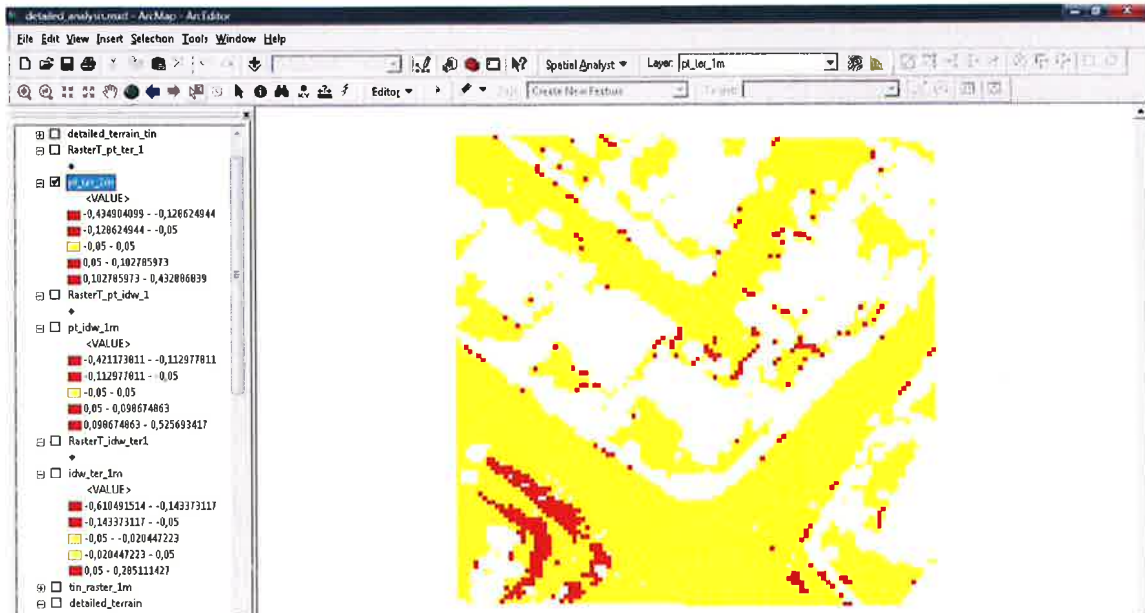 detailed_analysis.mxd - ArcMap - ArcEditor
File Edit View Insert Selection Tools Window Help
Spatial Analyst Layer: pt_ter_1m
Editor Create New Feature
detailed_terrain_tin
RasterT_pt_ter_1
pt_ter_1m
<VALUE>
-0,434904099 - -0,128624944
-0,128624944 - -0,05
-0,05 - 0,05
0,05 - 0,102785973
0,102785973 - 0,432886839
RasterT_pt_idw_1
pt_idw_1m
<VALUE>
-0,421173811 - -0,112977811
-0,112977811 - -0,05
-0,05 - 0,05
0,05 - 0,098674863
0,098674863 - 0,525693417
RasterT_idw_ter1
idw_ter_1m
<VALUE>
-0,610491514 - -0,143373117
-0,143373117 - -0,05
-0,05 - -0,020447223
-0,020447223 - 0,05
0,05 - 0,285111427
tin_raster_1m
detailed_terrain